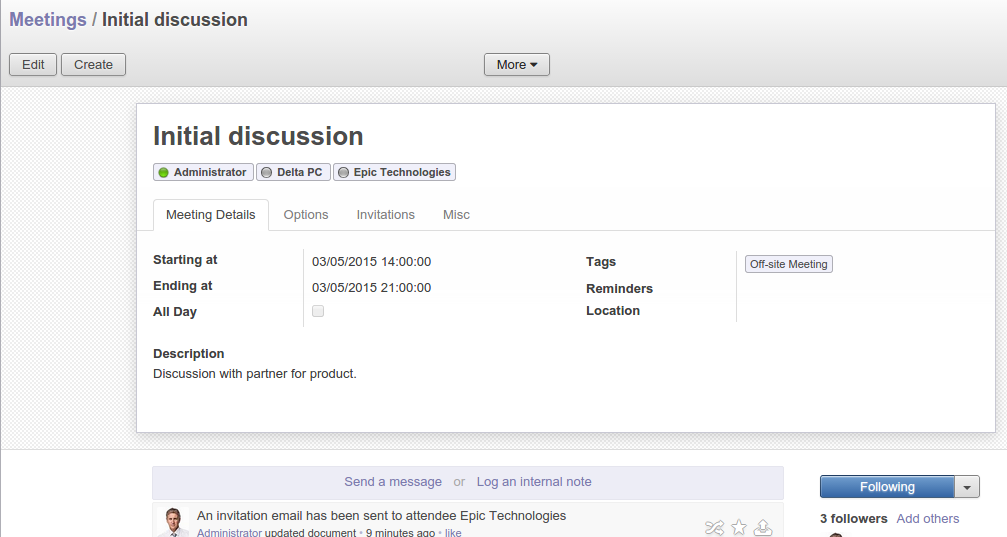 Meetings / Initial discussion
Edit Create More
Initial discussion
Administrator Delta PC Epic Technologies
Meeting Details Options Invitations Misc
Starting at 03/05/2015 14:00:00 Tags Off-site Meeting
Ending at 03/05/2015 21:00:00 Reminders
All Day Location
Description
Discussion with partner for product.
Send a message or Log an internal note Following
An invitation email has been sent to attendee Epic Technologies 3 followers Add others
Administrator updated document • 9 minutes ago • like